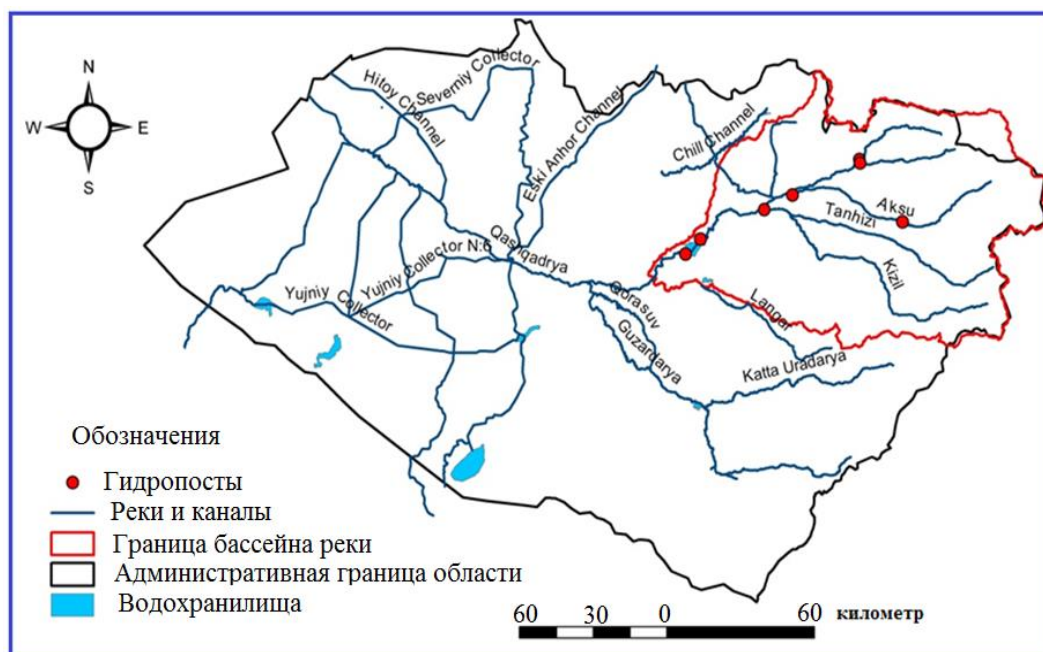 N
W E
S
Hitoy Channel
Severniy Collector
Eski Anhor Channel
Chill Channel
Aksu
Tanhizi
Kizil
Qashqadrya
Yujniy Collector N:6
Yujniy Collector
Qorasuv
Langar
Guzardarya
Katta Uradarya
Обозначения
Гидропосты
Реки и каналы
Граница бассейна реки
Административная граница области
Водохранилища
60 30 0 60 километр